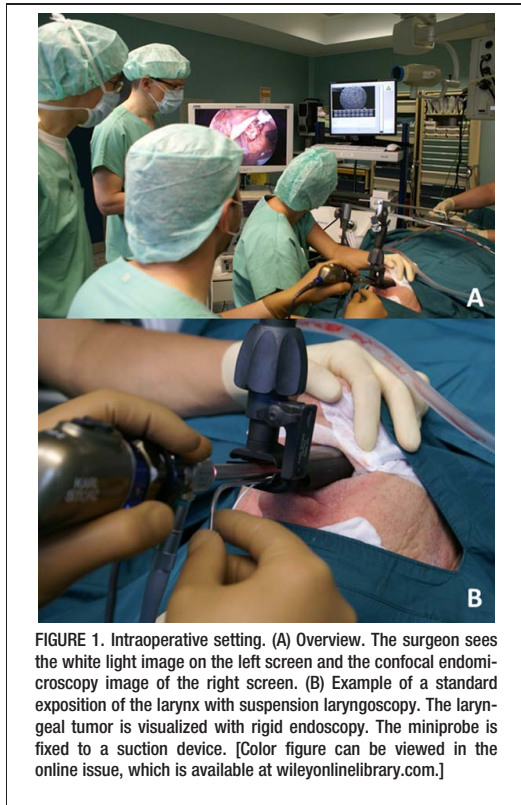 A
KARL
STORZ
B
FIGURE 1. Intraoperative setting. (A) Overview. The surgeon sees
the white light image on the left screen and the confocal endomi-
croscopy image of the right screen. (B) Example of a standard
exposition of the larynx with suspension laryngoscopy. The laryn-
geal tumor is visualized with rigid endoscopy. The miniprobe is
fixed to a suction device. [Color figure can be viewed in the
online issue, which is available at wileyonlinelibrary.com.]